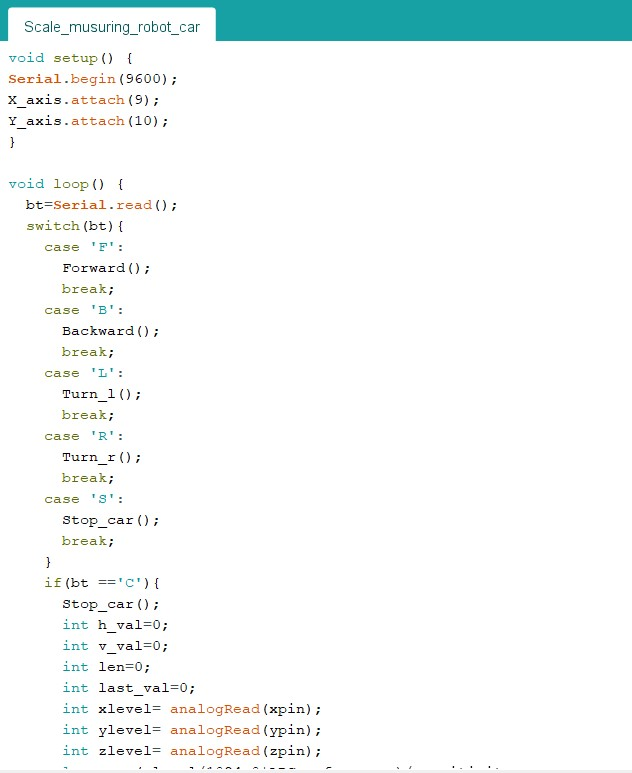 Scale_musuring_robot_car
void setup() {
Serial.begin(9600);
X_axis.attach(9);
Y_axis.attach(10);
}
void loop() {
bt=Serial.read();
switch(bt){
case 'F':
Forward();
break;
case 'B':
Backward();
break;
case 'L':
Turn_l();
break;
case 'R':
Turn_r();
break;
case 'S':
Stop_car();
break;
}
if(bt =='C'){
Stop_car();
int h_val=0;
int v_val=0;
int len=0;
int last_val=0;
int xlevel= analogRead(xpin);
int ylevel= analogRead(ypin);
int zlevel= analogRead(zpin);